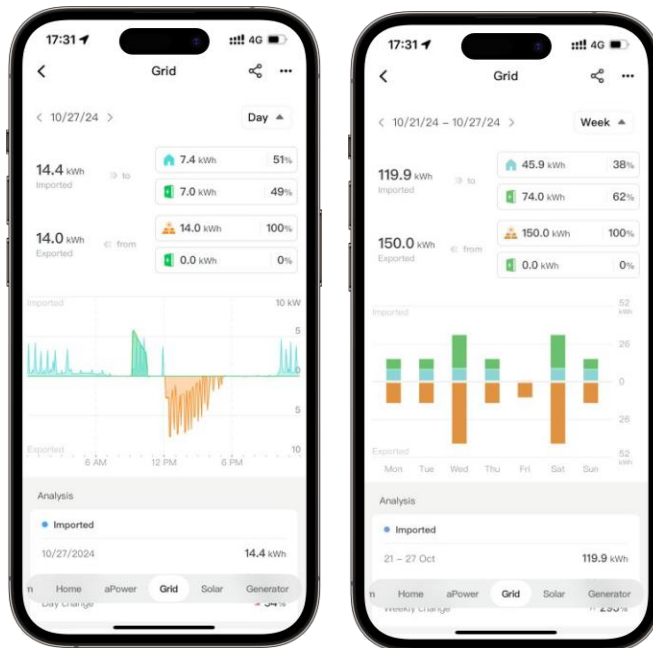 17:31
4G
Grid
10/27/24
Day
14.4 kWh
Imported
to
7.4 kWh 51%
7.0 kWh 49%
14.0 kWh
Exported
from
14.0 kWh 100%
0.0 kWh 0%
Imported
10 kW
5
0
5
Exported
10
6 AM 12 PM 6 PM
Analysis
Imported
10/27/2024 14.4 kWh
m Home aPower Grid Solar Generator
Day change 54%
17:31
4G
Grid
10/21/24 – 10/27/24
Week
119.9 kWh
Imported
to
45.9 kWh 38%
74.0 kWh 62%
150.0 kWh
Exported
from
150.0 kWh 100%
0.0 kWh 0%
52
kWh
Imported
26
0
26
Exported
52
kWh
Mon Tue Wed Thu Fri Sat Sun
Analysis
Imported
21 – 27 Oct 119.9 kWh
n Home aPower Grid Solar Generator
Weekly change 293%